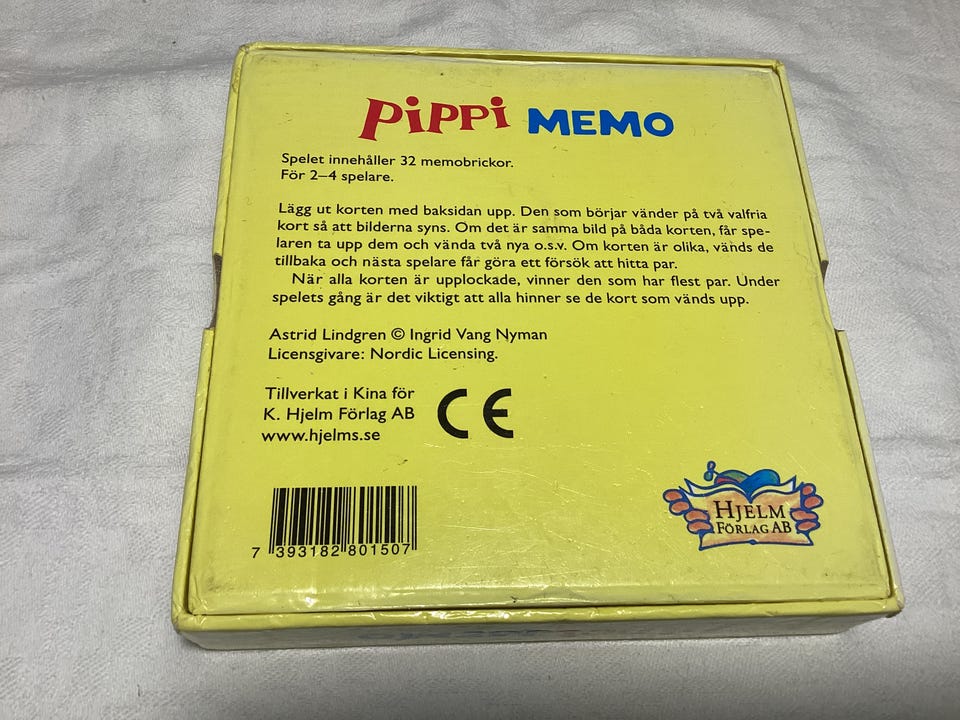 PiPPi MEMO
Spelet innehåller 32 memobrickor.
För 2–4 spelare.
Lägg ut korten med baksidan upp. Den som börjar vänder på två valfria
kort så att bilderna syns. Om det är samma bild på båda korten, får spe-
laren ta upp dem och vända två nya o.s.v. Om korten är olika, vänds de
tillbaka och nästa spelare får göra ett försök att hitta par.
När alla korten är upplockade, vinner den som har flest par. Under
spelets gång är det viktigt att alla hinner se de kort som vänds upp.
Astrid Lindgren © Ingrid Vang Nyman
Licensgivare: Nordic Licensing.
Tillverkat i Kina för
K. Hjelm Förlag AB
www.hjelms.se
CE
HJELM
FÖRLAG AB
7 393182 801507